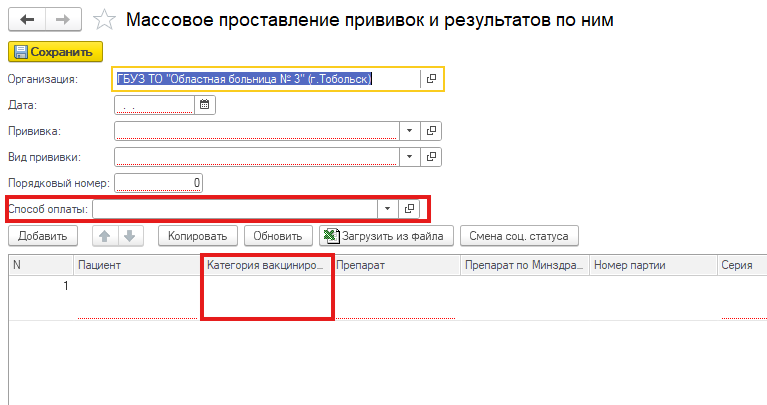 Массовое проставление прививок и результатов по ним
Сохранить
Организация: ГБУЗ ТО "Областная больница № 3" (г.Тобольск)
Дата: . .
Прививка:
Вид прививки:
Порядковый номер: 0
Способ оплаты:
Добавить Копировать Обновить Загрузить из файла Смена соц. статуса
N Пациент Категория вакциниро... Препарат Препарат по Минздра... Номер партии Серия
1